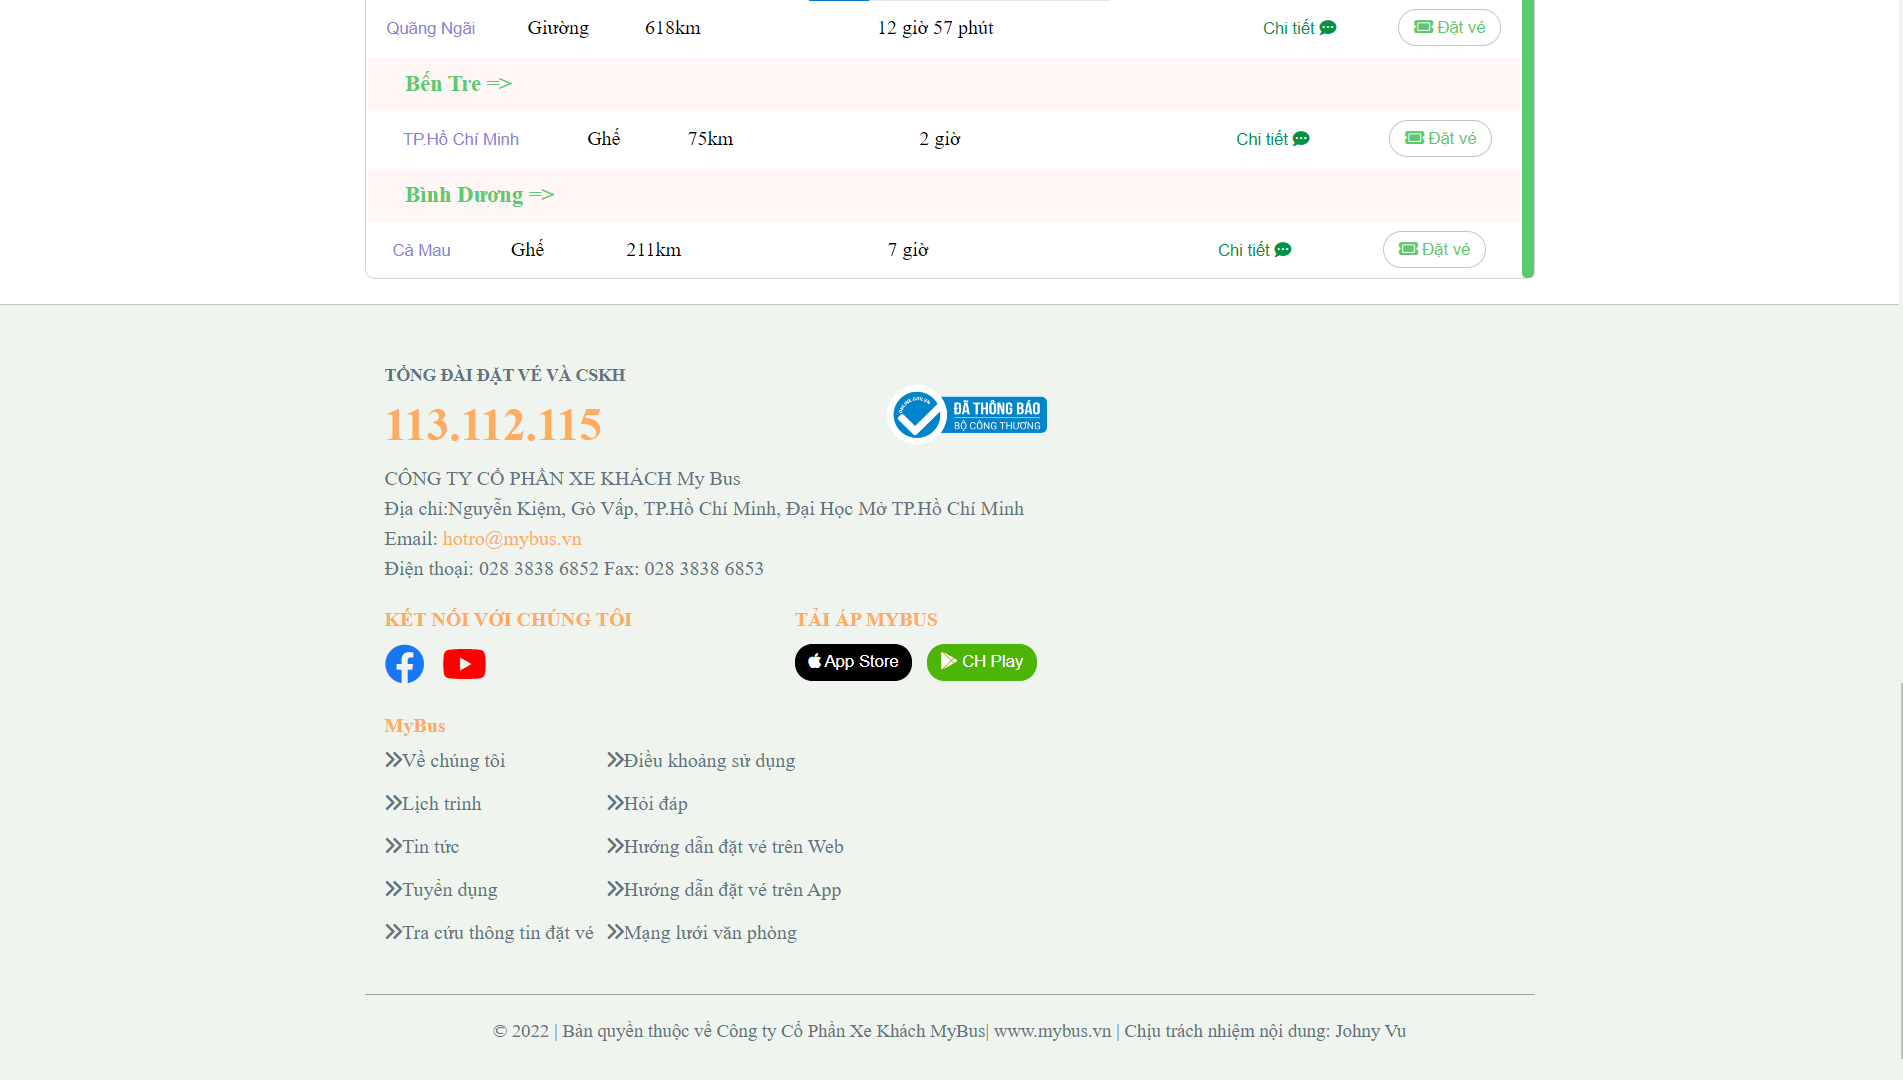 Quãng Ngãi Giường 618km 12 giờ 57 phút Chi tiết Đặt vé
Bến Tre =>
TP.Hồ Chí Minh Ghế 75km 2 giờ Chi tiết Đặt vé
Bình Dương =>
Cà Mau Ghế 211km 7 giờ Chi tiết Đặt vé
TỔNG ĐÀI ĐẶT VÉ VÀ CSKH
113.112.115
ONLINE.GOV.VN
ĐÃ THÔNG BÁO
BỘ CÔNG THƯƠNG
CÔNG TY CỔ PHẦN XE KHÁCH My Bus
Địa chỉ:Nguyễn Kiệm, Gò Vấp, TP.Hồ Chí Minh, Đại Học Mở TP.Hồ Chí Minh
Email: hotro@mybus.vn
Điện thoại: 028 3838 6852 Fax: 028 3838 6853
KẾT NỐI VỚI CHÚNG TÔI TẢI ÁP MYBUS
App Store CH Play
MyBus
Về chúng tôi Điều khoảng sử dụng
Lịch trình Hỏi đáp
Tin tức Hướng dẫn đặt vé trên Web
Tuyển dụng Hướng dẫn đặt vé trên App
Tra cứu thông tin đặt vé Mạng lưới văn phòng
© 2022 | Bản quyền thuộc về Công ty Cổ Phần Xe Khách MyBus| www.mybus.vn | Chịu trách nhiệm nội dung: Johny Vu